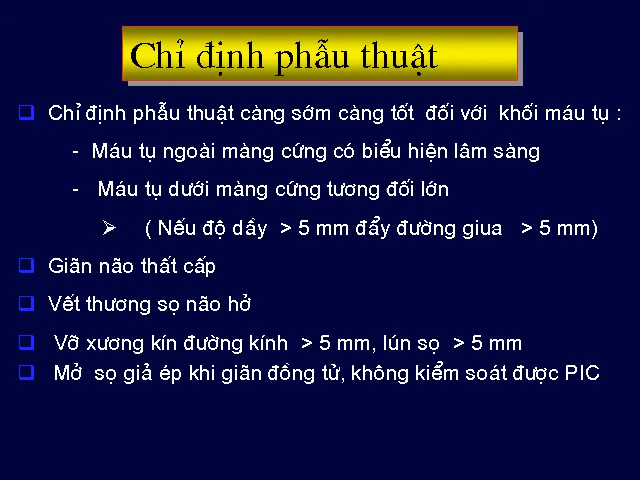 Chỉ định phẫu thuật
Chỉ định phẫu thuật càng sớm càng tốt đối với khối máu tụ :
- Máu tụ ngoài màng cứng có biểu hiện lâm sàng
- Máu tụ dưới màng cứng tương đối lớn
( Nếu độ dầy > 5 mm đẩy đường giua > 5 mm)
Giãn não thất cấp
Vết thương sọ não hở
Vỡ xương kín đường kính > 5 mm, lún sọ > 5 mm
Mở sọ giả ép khi giãn đồng tử, không kiểm soát được PIC